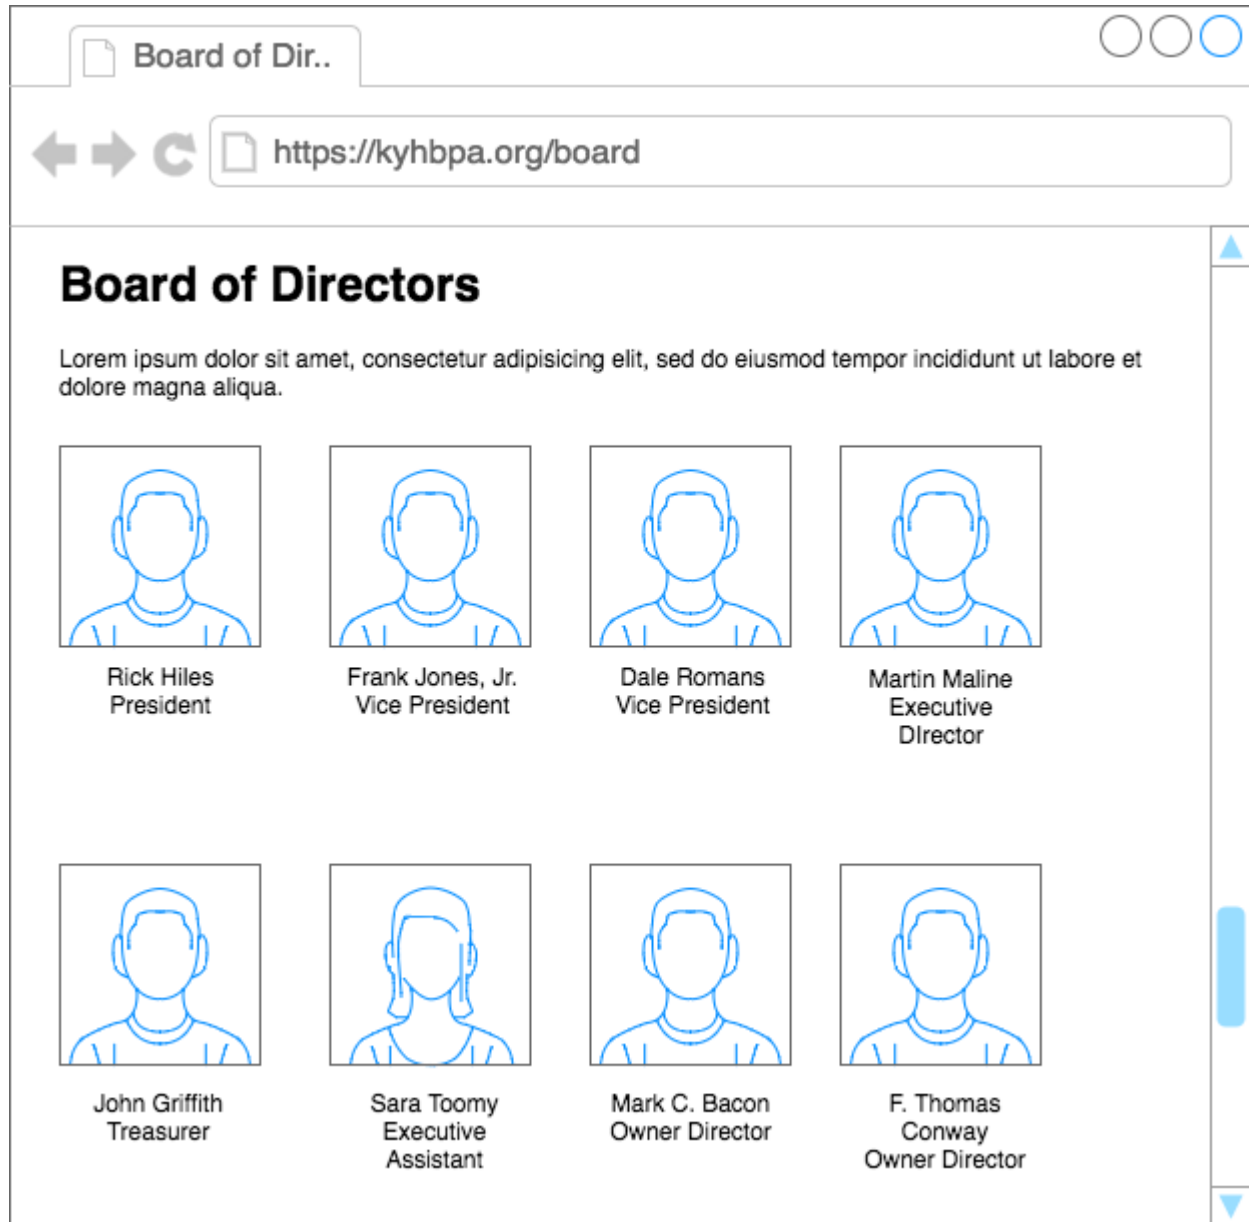 Board of Dir..
https://kyhbpa.org/board
Board of Directors
Lorem ipsum dolor sit amet, consectetur adipisicing elit, sed do eiusmod tempor incididunt ut labore et
dolore magna aliqua.
Rick Hiles
President
Frank Jones, Jr.
Vice President
Dale Romans
Vice President
Martin Maline
Executive
DIrector
John Griffith
Treasurer
Sara Toomy
Executive
Assistant
Mark C. Bacon
Owner Director
F. Thomas
Conway
Owner Director